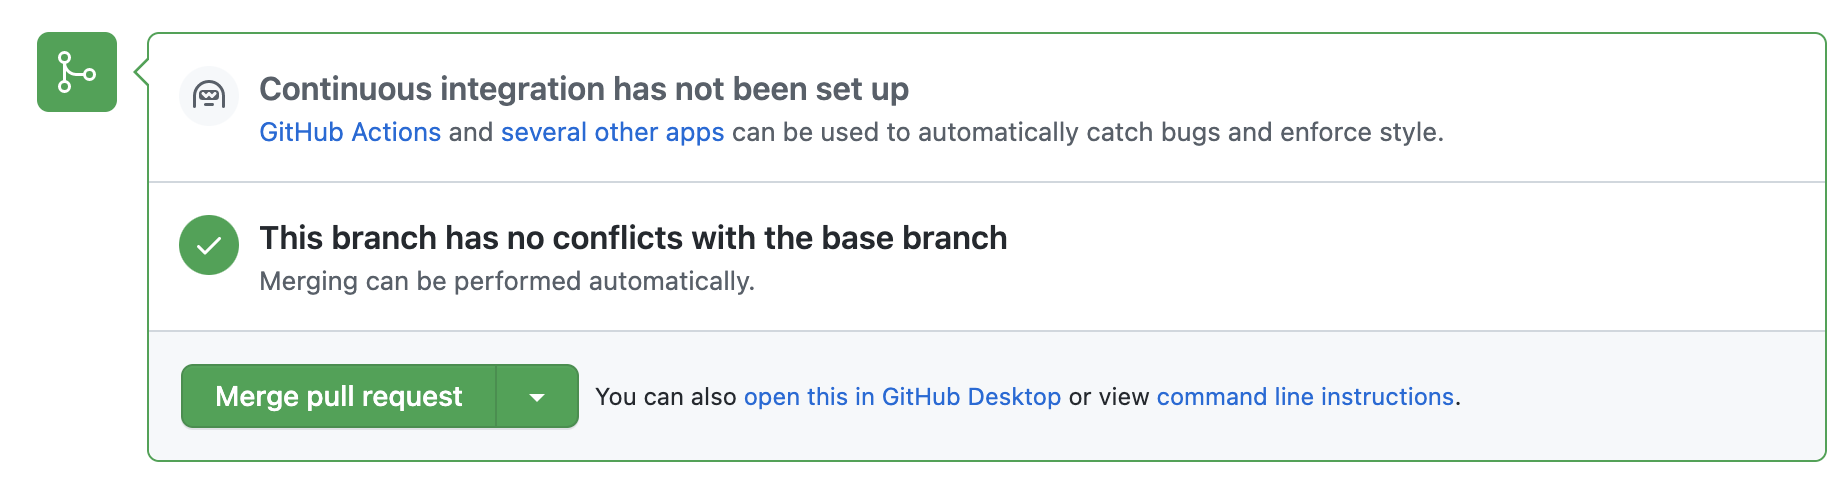 Continuous integration has not been set up
GitHub Actions and several other apps can be used to automatically catch bugs and enforce style.
This branch has no conflicts with the base branch
Merging can be performed automatically.
Merge pull request You can also open this in GitHub Desktop or view command line instructions.